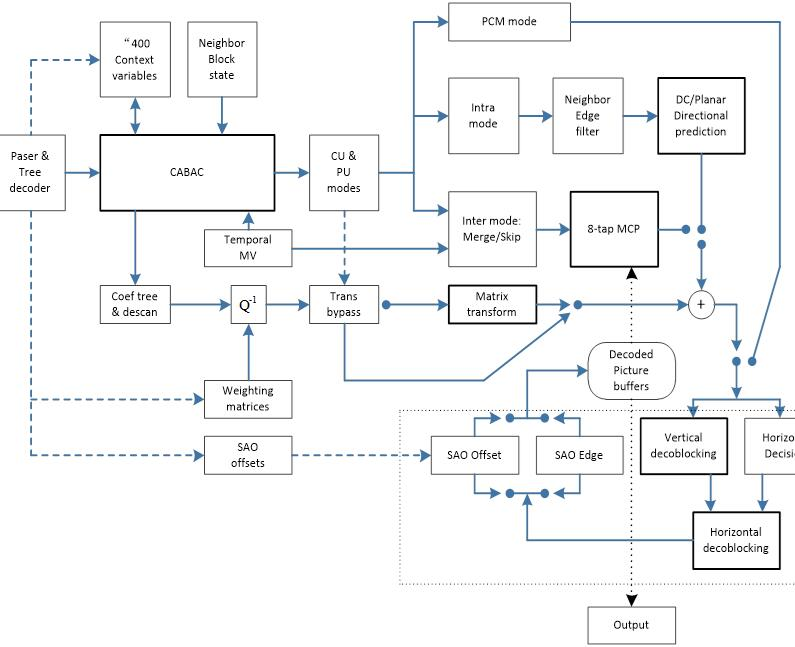 PCM mode
“ 400
Context
variables
Neighbor
Block
state
Intra
mode
Neighbor
Edge
filter
DC/Planar
Directional
prediction
Paser &
Tree
decoder
CABAC
CU &
PU
modes
Inter mode:
Merge/Skip
8-tap MCP
Temporal
MV
Coef tree
& descan
Q-1
Trans
bypass
Matrix
transform
+
Decoded
Picture
buffers
Weighting
matrices
SAO
offsets
SAO Offset
SAO Edge
Vertical
decoblocking
Horizo
Decisi
Horizontal
decoblocking
Output